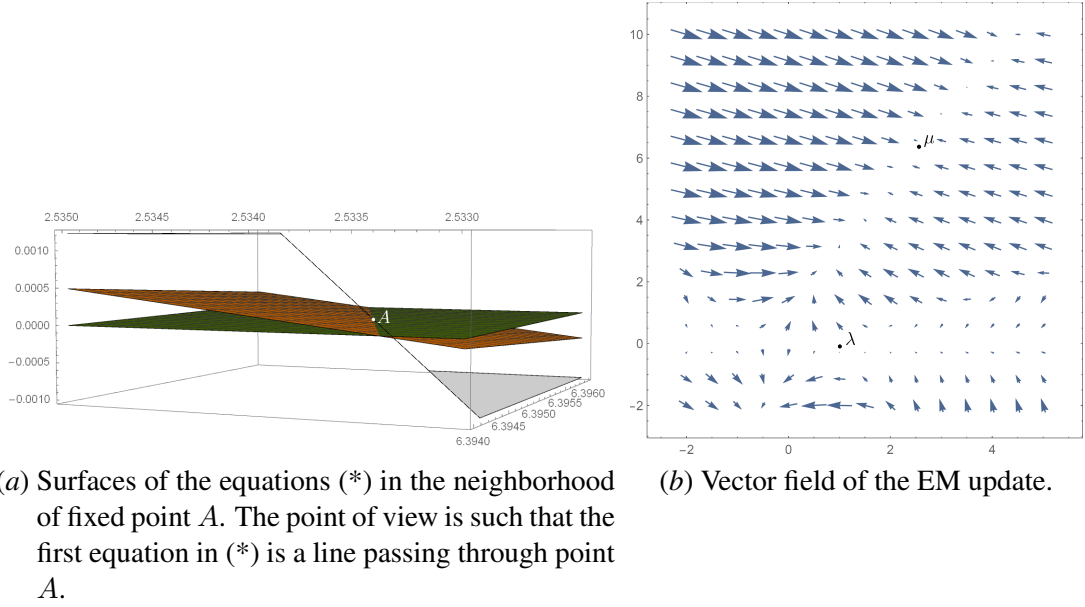 2.5350 2.5345 2.5340 2.5335 2.5330
0.0010
0.0005
0.0000
−0.0005
−0.0010
A
6.3960
6.3955
6.3950
6.3945
6.3940
10
8
6
4
2
0
−2
μ
λ
−2 0 2 4
(a) Surfaces of the equations (*) in the neighborhood
of fixed point A. The point of view is such that the
first equation in (*) is a line passing through point
A.
(b) Vector field of the EM update.